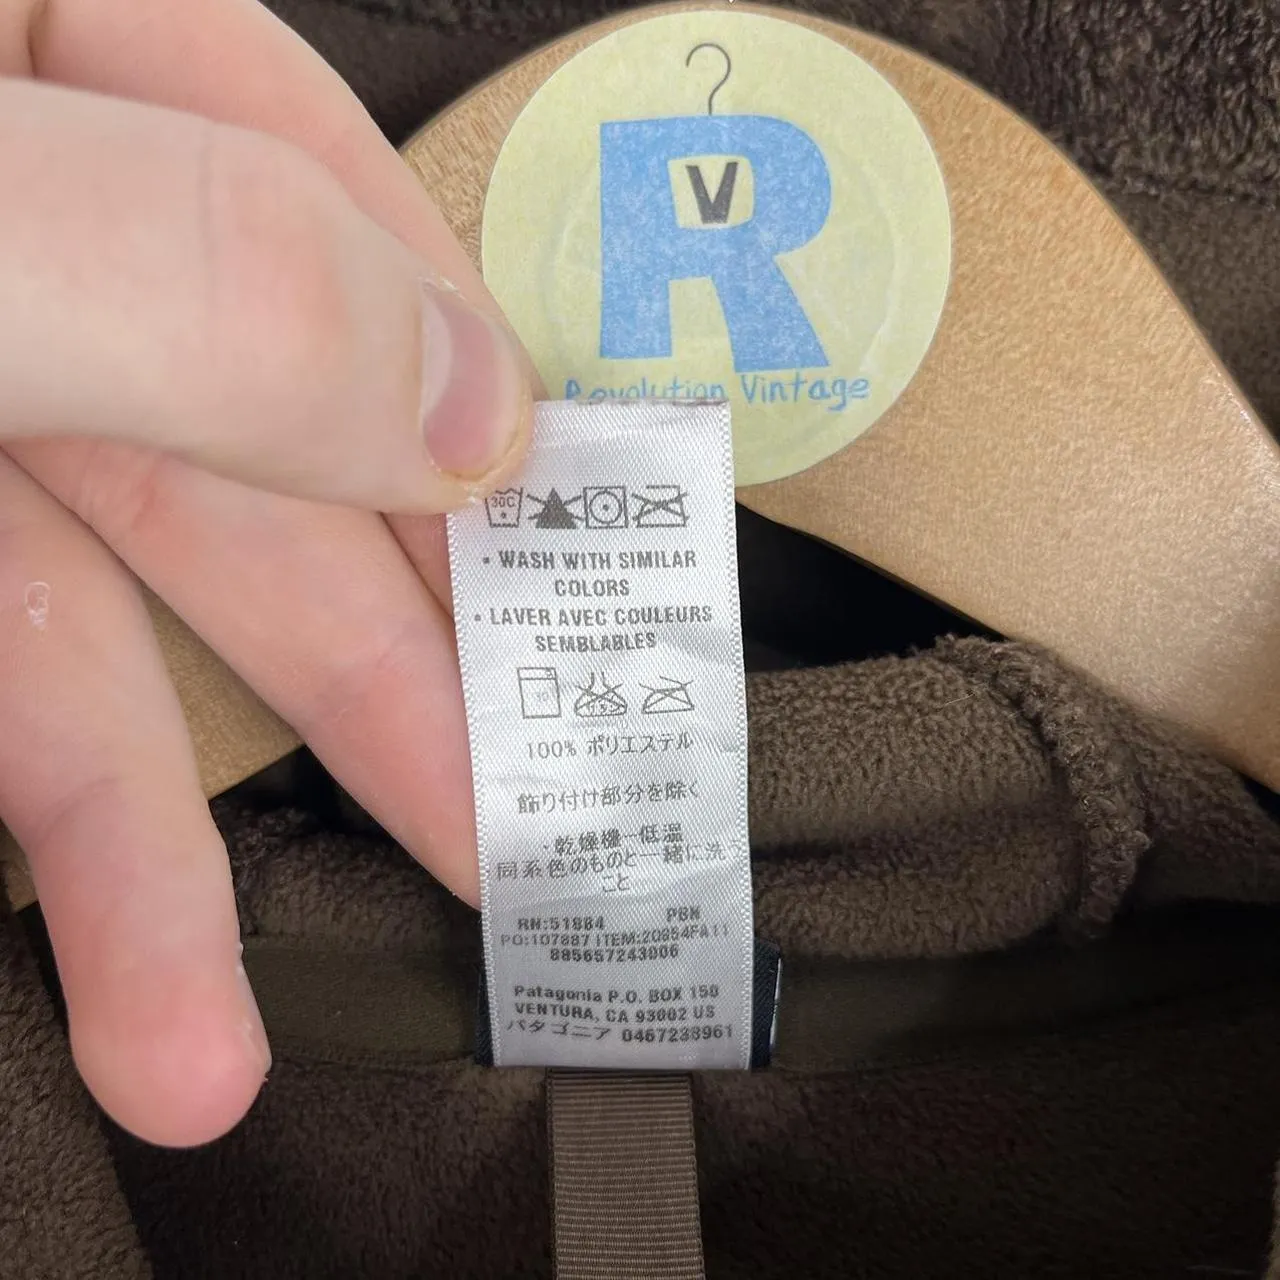 R
V
Revolution Vintage
30C
• WASH WITH SIMILAR
COLORS
• LAVER AVEC COULEURS
SEMBLABLES
100% ポリエステル
飾り付け部分を除く
・乾燥機ー低温
同系色のものと一緒に洗う
こと
RN:51884 PBN
PO:107887 ITEM:20854FA11
885657243006
Patagonia P.O. BOX 150
VENTURA, CA 93002 US
パタゴニア 0467238961